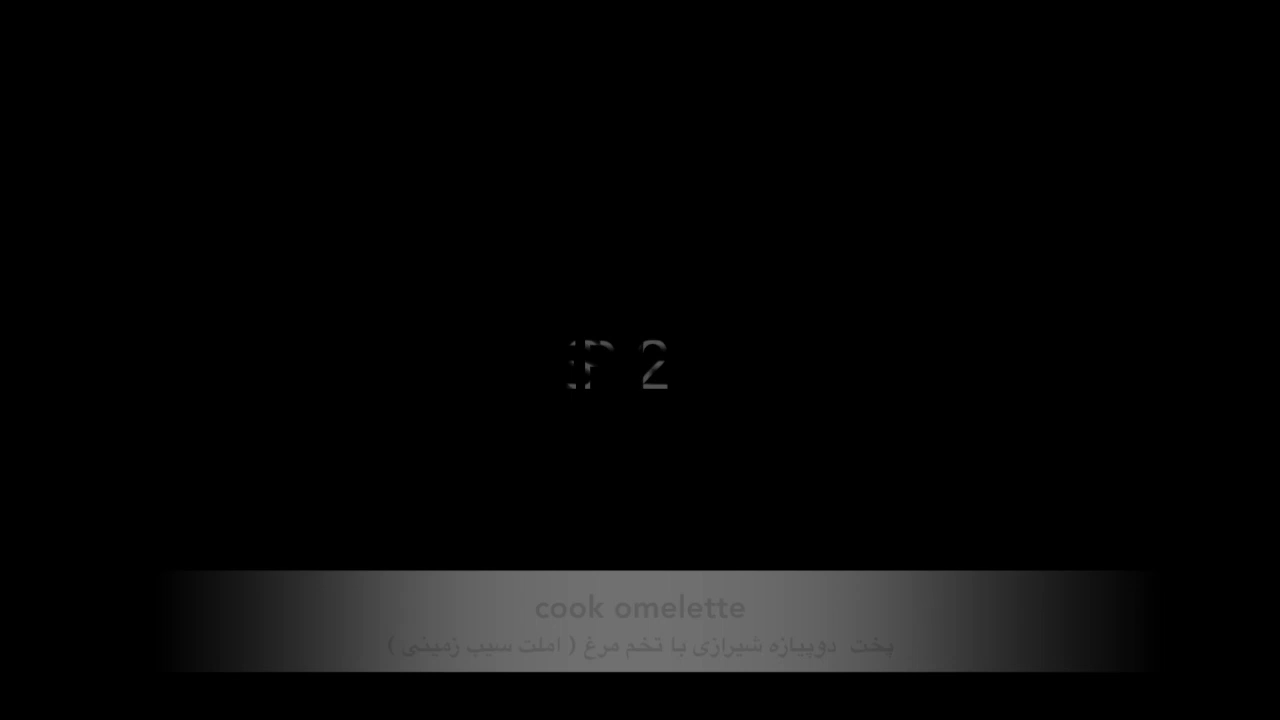 2
cook omelette
پخت دوپیازه شیرازی با تخم مرغ ( املت سیب زمینی )